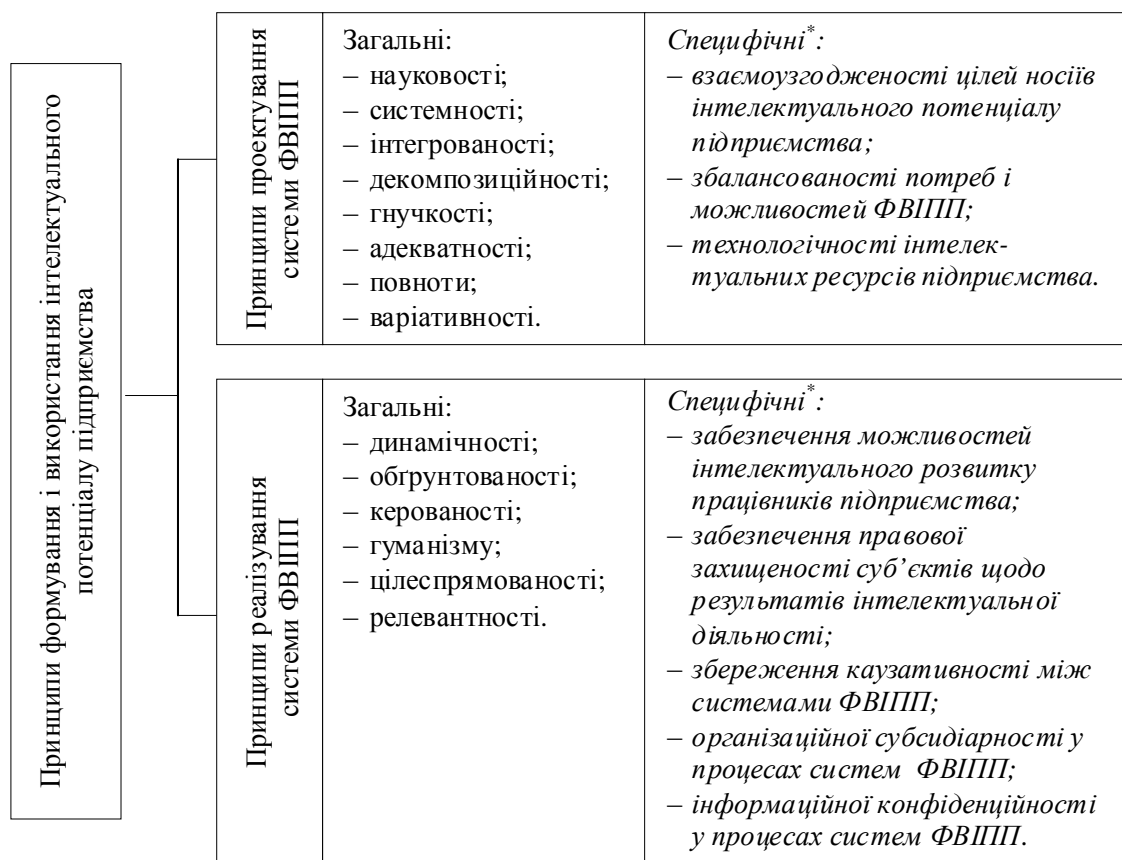 Принципи формування і використання інтелектуального
потенціалу підприємства
Принципи проектування
системи ФВІПП
Загальні:
– науковості;
– системності;
– інтегрованості;
– декомпозиційності;
– гнучкості;
– адекватності;
– повноти;
– варіативності.
Специфічні*:
– взаємоузгодженості цілей носіїв
інтелектуального потенціалу
підприємства;
– збалансованості потреб і
можливостей ФВІПП;
– технологічності інтелек-
туальних ресурсів підприємства.
Принципи реалізування
системи ФВІПП
Загальні:
– динамічності;
– обґрунтованості;
– керованості;
– гуманізму;
– цілеспрямованості;
– релевантності.
Специфічні*:
– забезпечення можливостей
інтелектуального розвитку
працівників підприємства;
– забезпечення правової
захищеності суб’єктів щодо
результатів інтелектуальної
діяльності;
– збереження каузативності між
системами ФВІПП;
– організаційної субсидіарності у
процесах систем ФВІПП;
– інформаційної конфіденційності
у процесах систем ФВІПП.